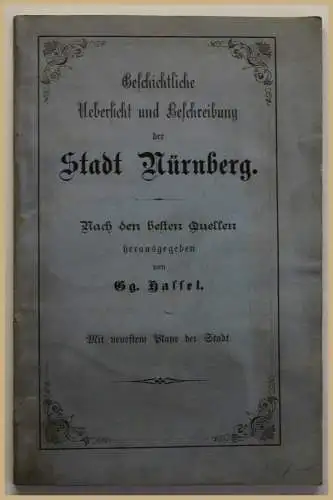 Geschichtliche
Uebersicht und Beschreibung
der
Stadt Nürnberg.
Nach den besten Quellen
herausgegeben
von
Gg. Hassel.
Mit neuestem Plane der Stadt